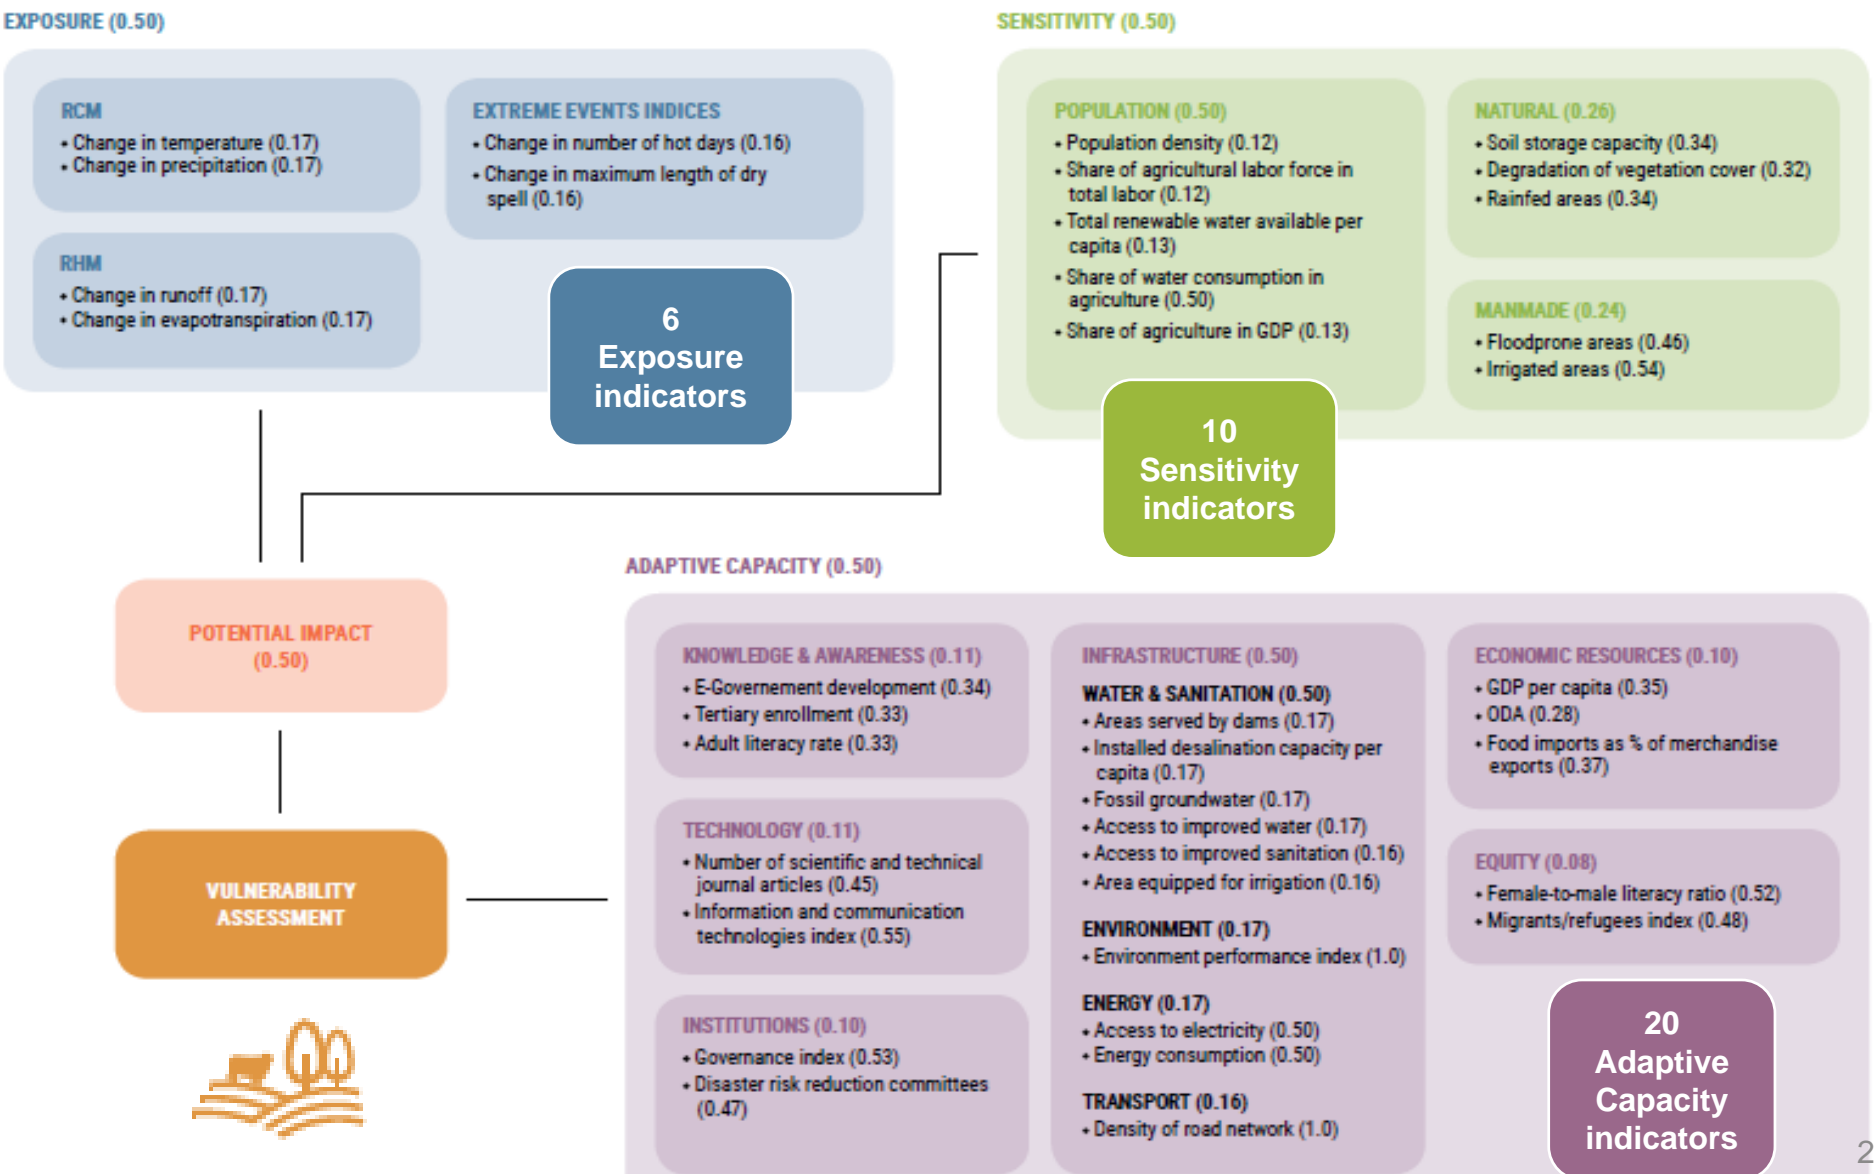 EXPOSURE (0.50)
RCM
• Change in temperature (0.17)
• Change in precipitation (0.17)
EXTREME EVENTS INDICES
• Change in number of hot days (0.16)
• Change in maximum length of dry
spell (0.16)
RHM
• Change in runoff (0.17)
• Change in evapotranspiration (0.17)
6
Exposure
indicators
SENSITIVITY (0.50)
POPULATION (0.50)
• Population density (0.12)
• Share of agricultural labor force in
total labor (0.12)
• Total renewable water available per
capita (0.13)
• Share of water consumption in
agriculture (0.50)
• Share of agriculture in GDP (0.13)
NATURAL (0.26)
• Soil storage capacity (0.34)
• Degradation of vegetation cover (0.32)
• Rainfed areas (0.34)
MANMADE (0.24)
• Floodprone areas (0.46)
• Irrigated areas (0.54)
10
Sensitivity
indicators
POTENTIAL IMPACT
(0.50)
VULNERABILITY
ASSESSMENT
ADAPTIVE CAPACITY (0.50)
KNOWLEDGE & AWARENESS (0.11)
• E-Governement development (0.34)
• Tertiary enrollment (0.33)
• Adult literacy rate (0.33)
TECHNOLOGY (0.11)
• Number of scientific and technical
journal articles (0.45)
• Information and communication
technologies index (0.55)
INSTITUTIONS (0.10)
• Governance index (0.53)
• Disaster risk reduction committees
(0.47)
INFRASTRUCTURE (0.50)
WATER & SANITATION (0.50)
• Areas served by dams (0.17)
• Installed desalination capacity per
capita (0.17)
• Fossil groundwater (0.17)
• Access to improved water (0.17)
• Access to improved sanitation (0.16)
• Area equipped for irrigation (0.16)
ENVIRONMENT (0.17)
• Environment performance index (1.0)
ENERGY (0.17)
• Access to electricity (0.50)
• Energy consumption (0.50)
TRANSPORT (0.16)
• Density of road network (1.0)
ECONOMIC RESOURCES (0.10)
• GDP per capita (0.35)
• ODA (0.28)
• Food imports as % of merchandise
exports (0.37)
EQUITY (0.08)
• Female-to-male literacy ratio (0.52)
• Migrants/refugees index (0.48)
20
Adaptive
Capacity
indicators
2